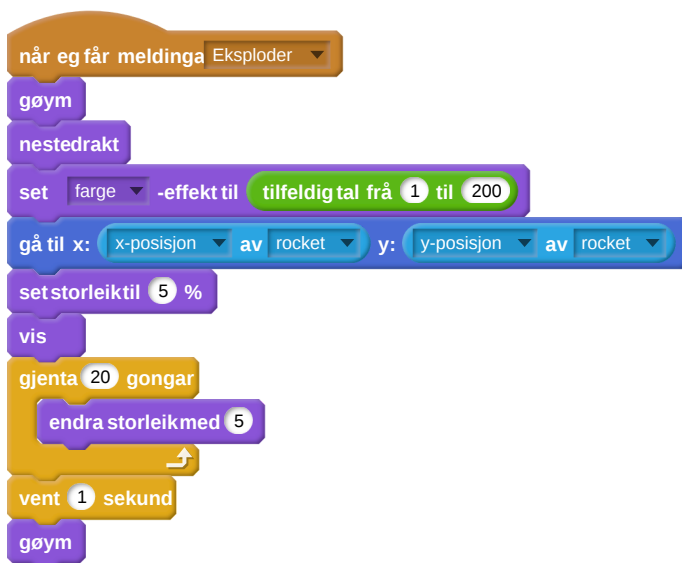 når eg får meldinga Eksploder
gøym
nestedrakt
set farge -effekt til tilfeldig tal frå 1 til 200
gå til x: x-posisjon av rocket y: y-posisjon av rocket
set storleik til 5 %
vis
gjenta 20 gongar
endra storleik med 5
vent 1 sekund
gøym